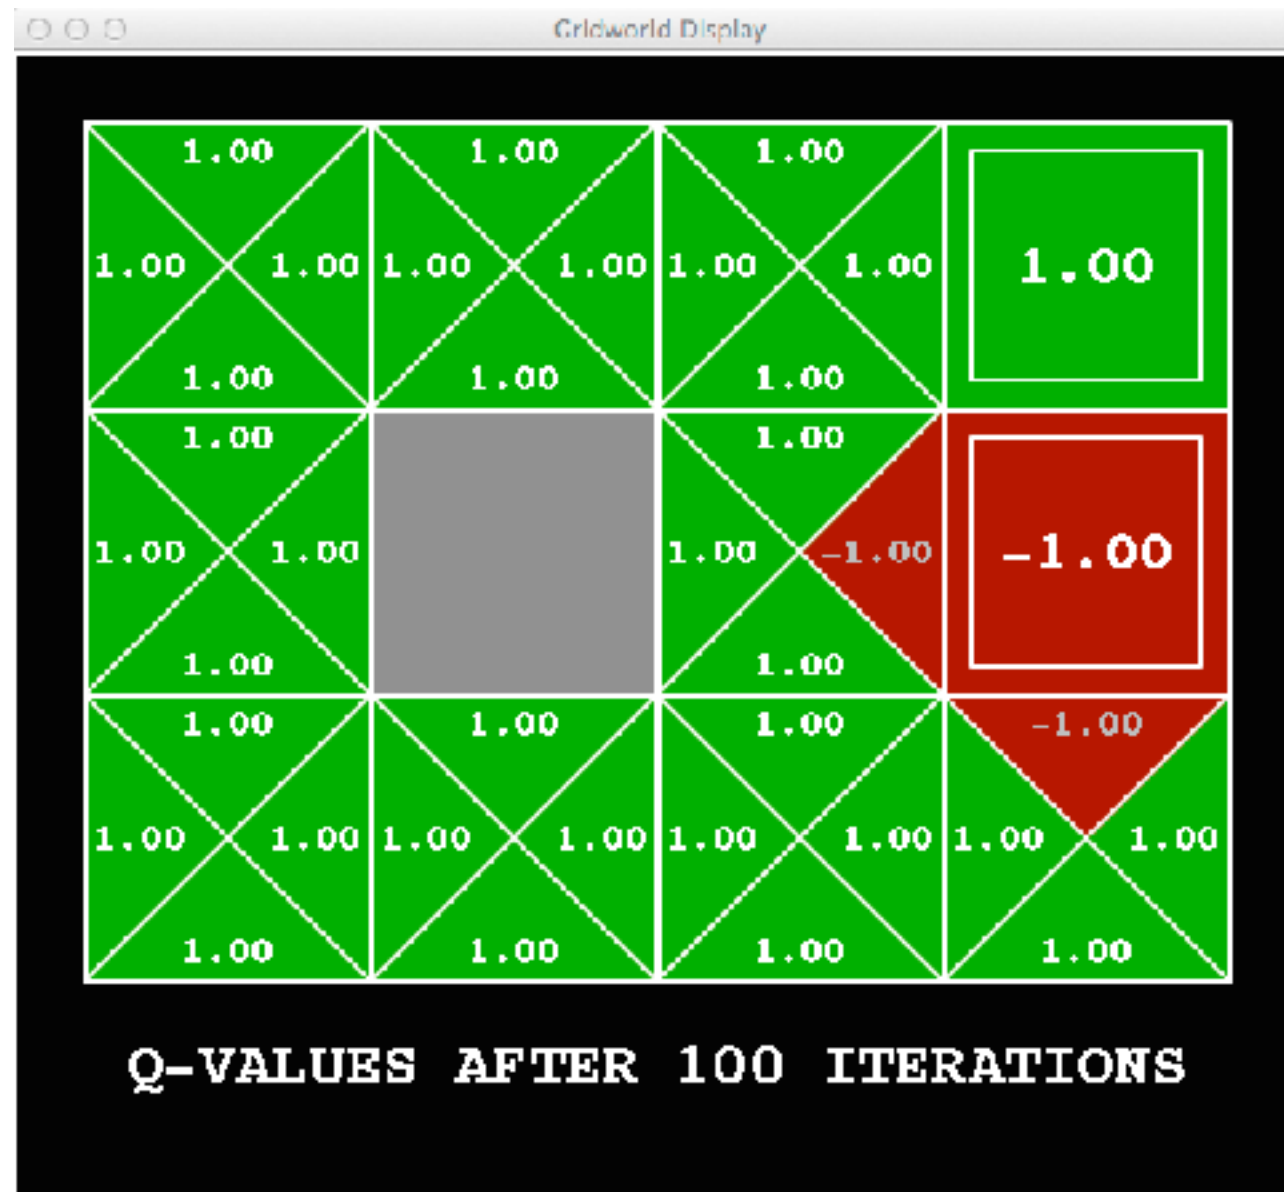 Gridworld Display
1.00 1.00 1.00
1.00 1.00 1.00 1.00 1.00 1.00 1.00
1.00 1.00 1.00
1.00 1.00
1.00 1.00 1.00 -1.00 -1.00
1.00 1.00
1.00 1.00 1.00 -1.00
1.00 1.00 1.00 1.00 1.00 1.00 1.00 1.00
1.00 1.00 1.00 1.00
Q-VALUES AFTER 100 ITERATIONS